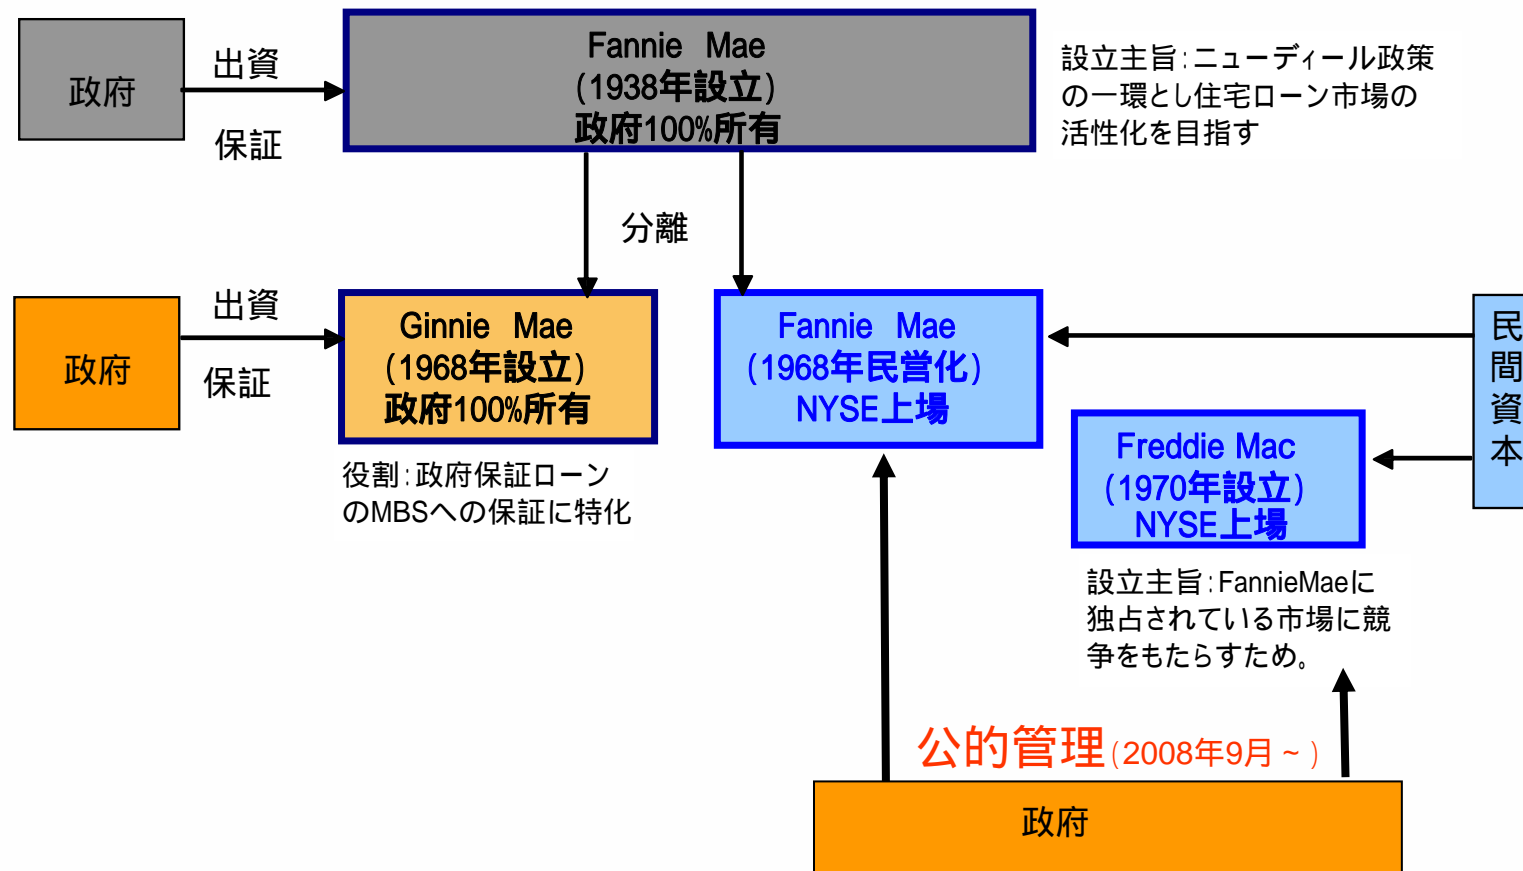 政府
出資
保証
Fannie Mae
(1938年設立)
政府100%所有
設立主旨:ニューディール政策
の一環とし住宅ローン市場の
活性化を目指す
分離
政府
出資
保証
Ginnie Mae
(1968年設立)
政府100%所有
役割:政府保証ローン
のMBSへの保証に特化
Fannie Mae
(1968年民営化)
NYSE上場
Freddie Mac
(1970年設立)
NYSE上場
民
間
資
本
設立主旨:FannieMaeに
独占されている市場に競
争をもたらすため。
公的管理(2008年9月~)
政府